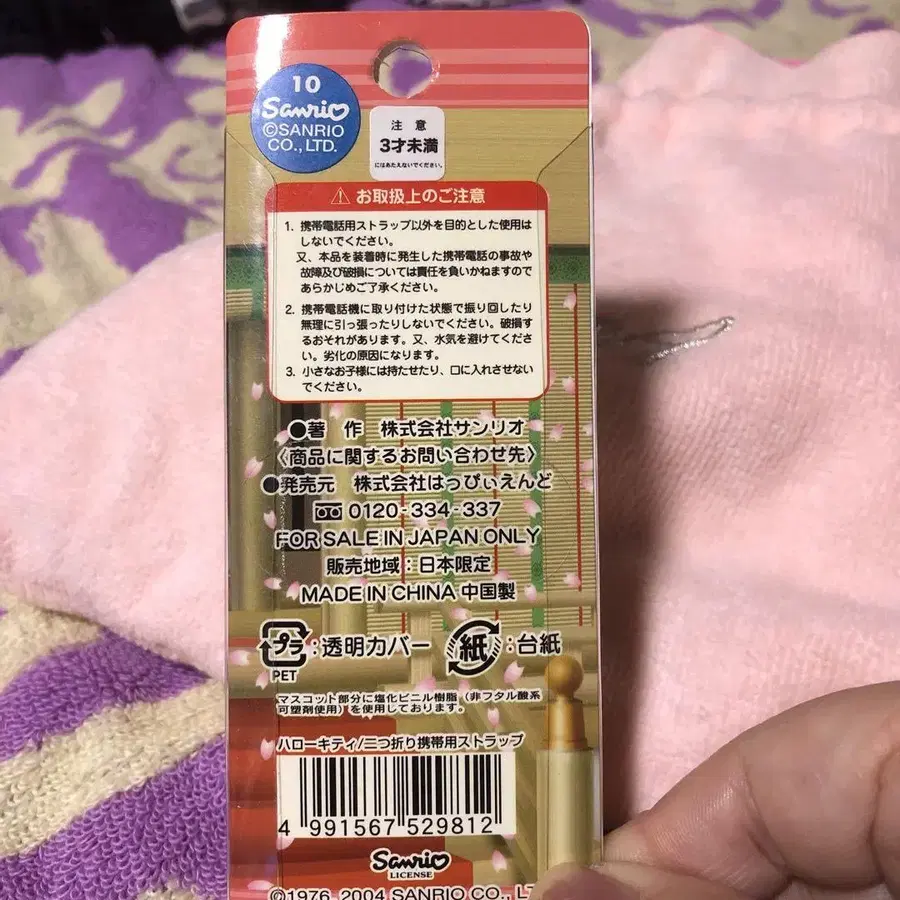 10
Sanrio
©SANRIO
CO.,LTD.
注 意
3才未満
にはあたえないでください。
⚠ お取扱上のご注意
1. 携帯電話用ストラップ以外を目的とした使用は
しないでください。
又、本品を装着時に発生した携帯電話の事故や
故障及び破損については責任を負いかねますので
あらかじめご了承ください。
2. 携帯電話機に取り付けた状態で振り回したり
無理に引っ張ったりしないでください。破損す
るおそれがあります。又、水気を避けてくださ
い。劣化の原因になります。
3. 小さなお子様には持たせたり、口に入れさせない
でください。
●著 作 株式会社サンリオ
〈商品に関するお問い合わせ先〉
●発売元 株式会社はっぴぃえんど
0120-334-337
FOR SALE IN JAPAN ONLY
販売地域：日本限定
MADE IN CHINA 中国製
プラ：透明カバー 紙：台紙
PET
マスコット部分に塩化ビニル樹脂（非フタル酸系
可塑剤使用）を使用しております。
ハローキティ/二つ折り携帯用ストラップ
4 991567 529812
Sanrio
LICENSE
©1976, 2004 SANRIO CO., LT